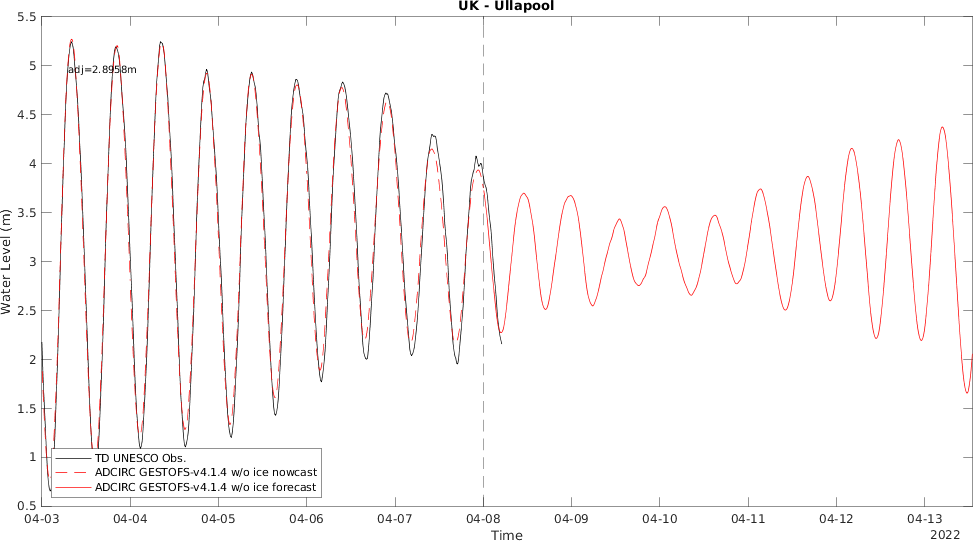 UK - Ullapool
5.5
5
4.5
4
3.5
3
2.5
2
1.5
1
0.5
Water Level (m)
adj=2.8958m
TD UNESCO Obs.
ADCIRC GESTOFS-v4.1.4 w/o ice nowcast
ADCIRC GESTOFS-v4.1.4 w/o ice forecast
04-03 04-04 04-05 04-06 04-07 04-08 04-09 04-10 04-11 04-12 04-13
Time
2022